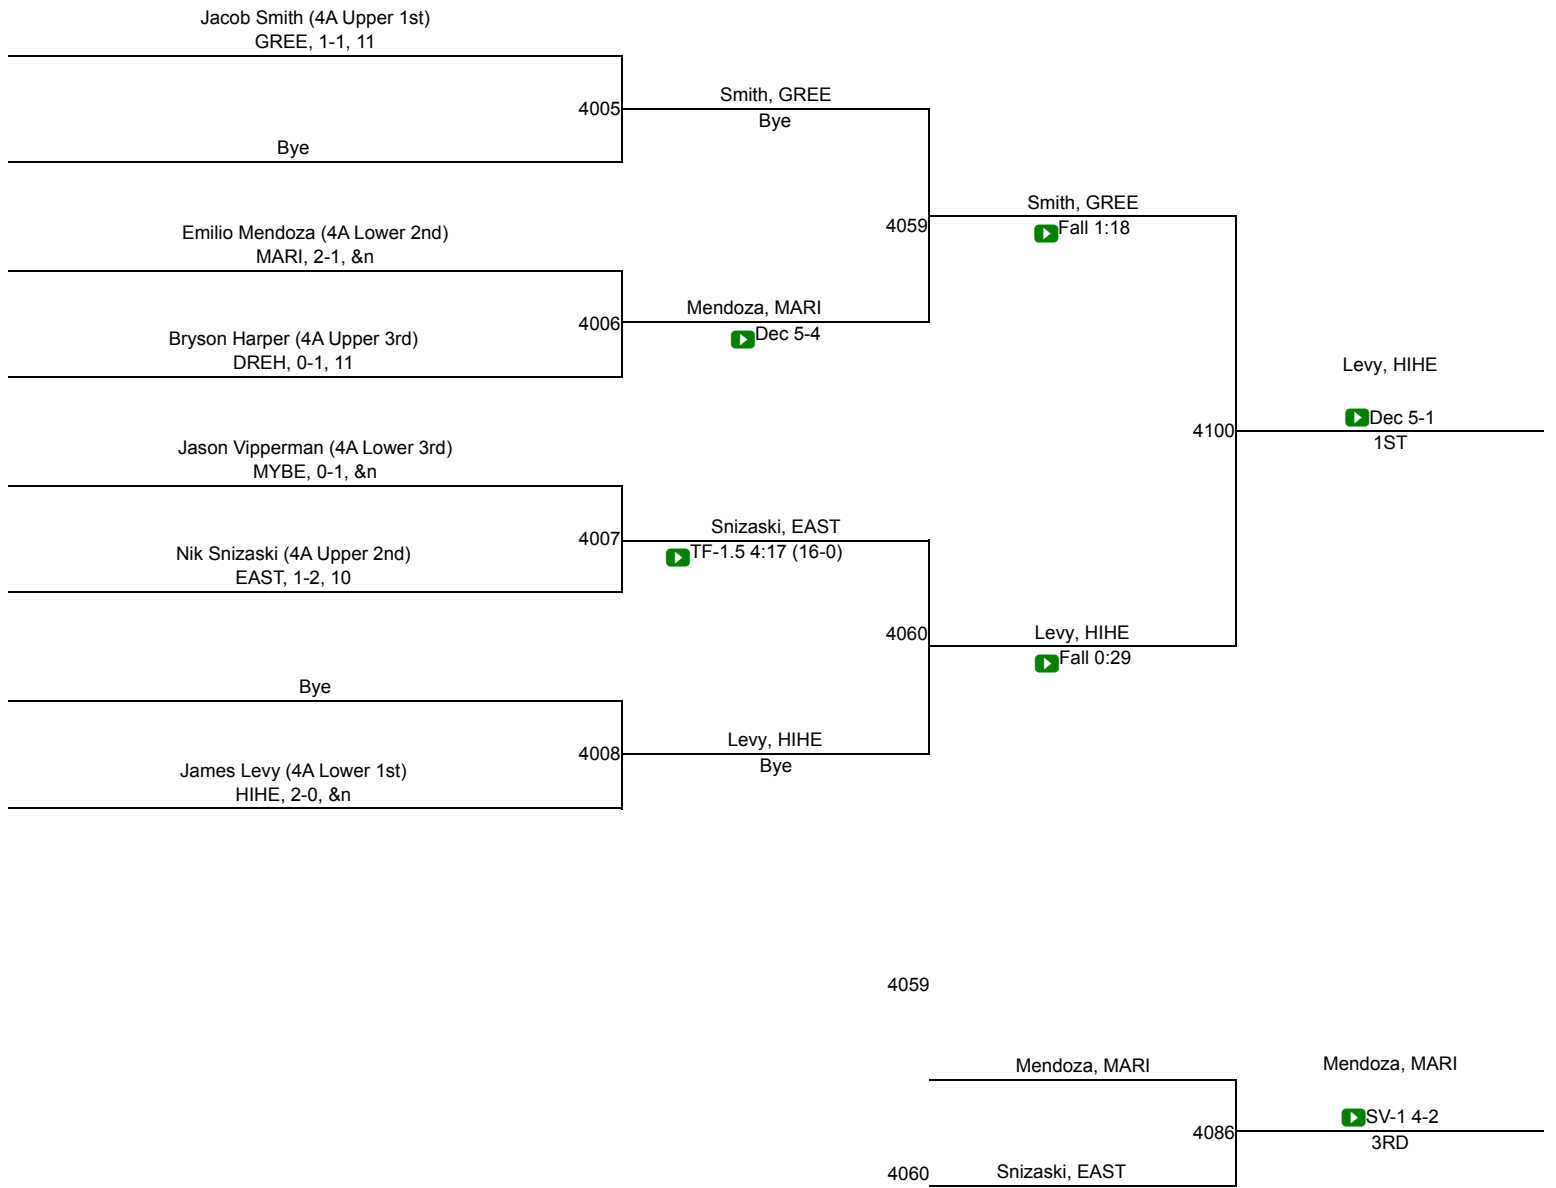 Jacob Smith (4A Upper 1st)
GREE, 1-1, 11
4005
Smith, GREE
Bye
Bye
Emilio Mendoza (4A Lower 2nd)
MARI, 2-1, &n
4059
Smith, GREE
Fall 1:18
4006
Mendoza, MARI
Dec 5-4
Bryson Harper (4A Upper 3rd)
DREH, 0-1, 11
4100
Levy, HIHE
Dec 5-1
1ST
Jason Vipperman (4A Lower 3rd)
MYBE, 0-1, &n
4007
Snizaski, EAST
TF-1.5 4:17 (16-0)
Nik Snizaski (4A Upper 2nd)
EAST, 1-2, 10
4060
Levy, HIHE
Fall 0:29
Bye
4008
Levy, HIHE
Bye
James Levy (4A Lower 1st)
HIHE, 2-0, &n
4059
Mendoza, MARI
Mendoza, MARI
4086
SV-1 4-2
3RD
4060
Snizaski, EAST